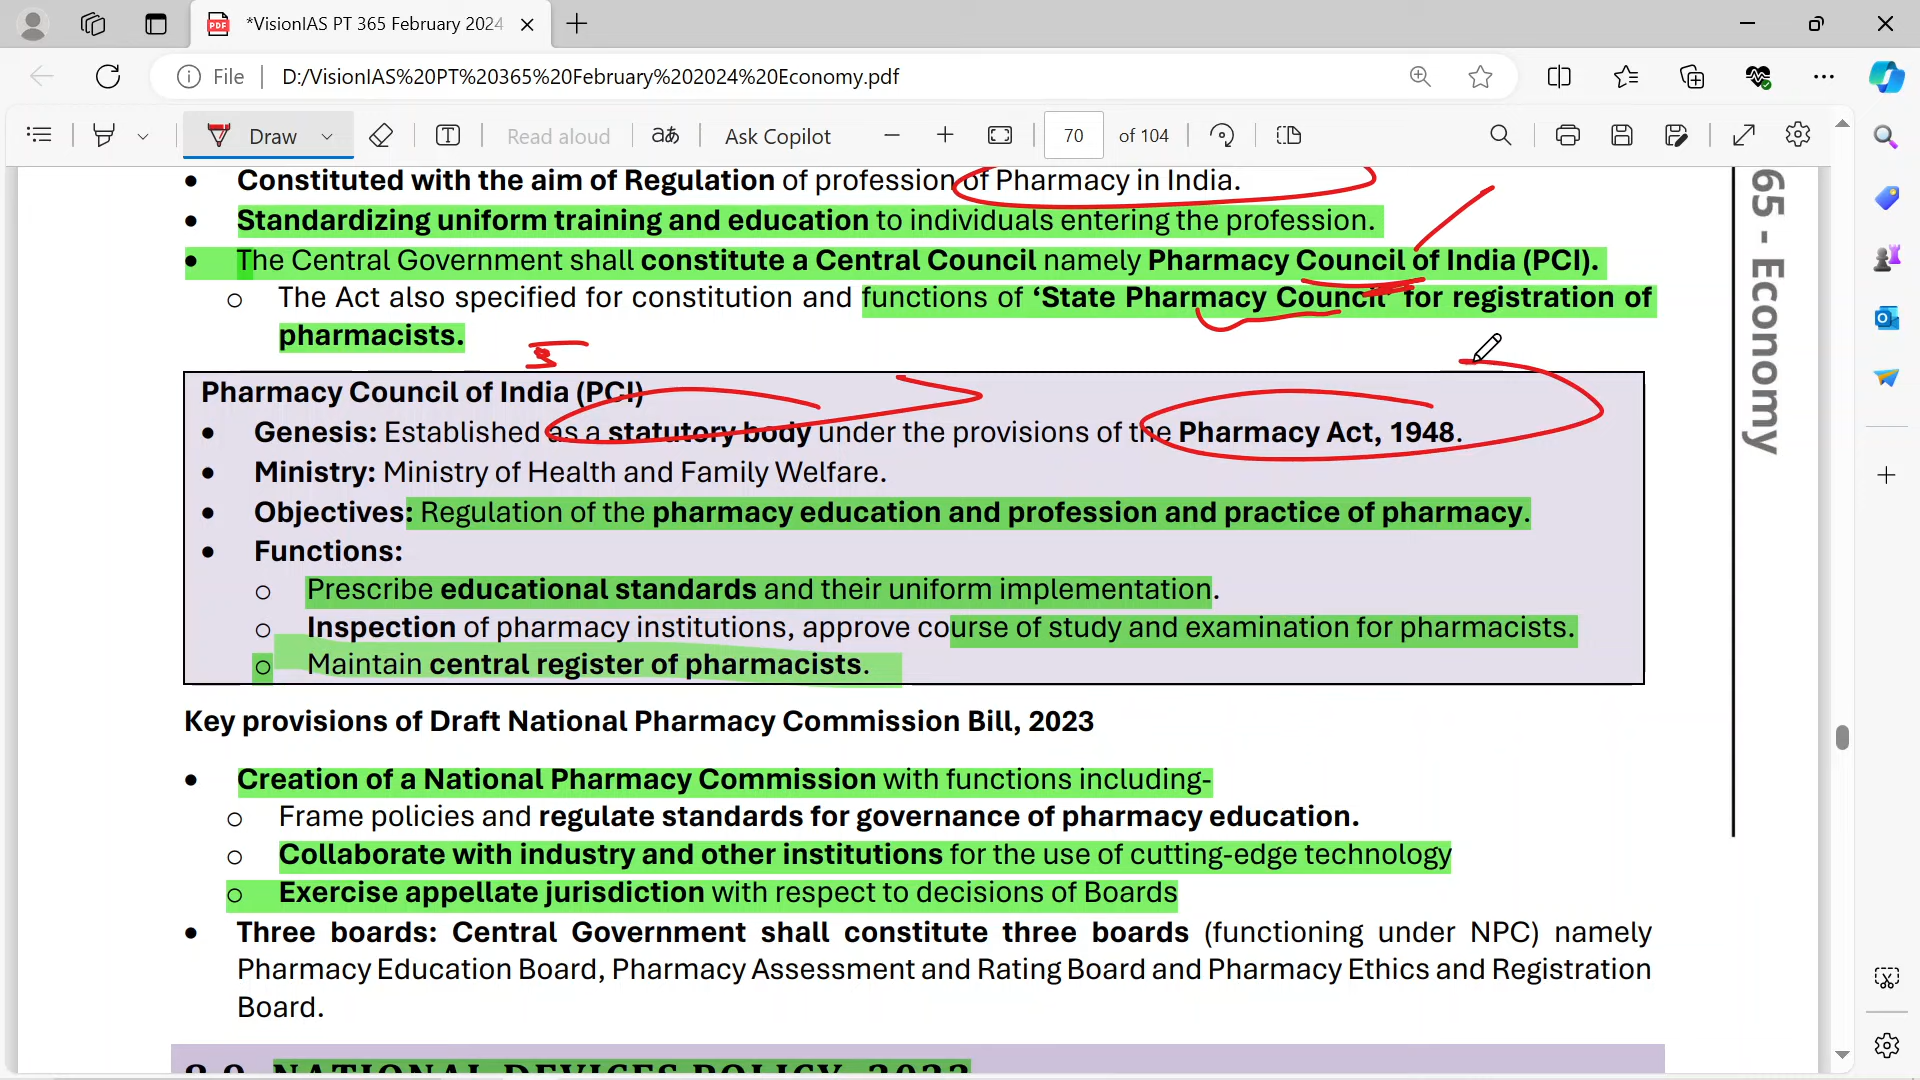 *VisionIAS PT 365 February 2024
File
D:/VisionIAS%20PT%20365%20February%202024%20Economy.pdf
Draw
Read aloud
aあ
Ask Copilot
70
of 104
• Constituted with the aim of Regulation of profession of Pharmacy in India.
• Standardizing uniform training and education to individuals entering the profession.
• The Central Government shall constitute a Central Council namely Pharmacy Council of India (PCI).
o The Act also specified for constitution and functions of ‘State Pharmacy Council’ for registration of
pharmacists.
Pharmacy Council of India (PCI)
• Genesis: Established as a statutory body under the provisions of the Pharmacy Act, 1948.
• Ministry: Ministry of Health and Family Welfare.
• Objectives: Regulation of the pharmacy education and profession and practice of pharmacy.
• Functions:
o Prescribe educational standards and their uniform implementation.
o Inspection of pharmacy institutions, approve course of study and examination for pharmacists.
o Maintain central register of pharmacists.
Key provisions of Draft National Pharmacy Commission Bill, 2023
• Creation of a National Pharmacy Commission with functions including-
o Frame policies and regulate standards for governance of pharmacy education.
o Collaborate with industry and other institutions for the use of cutting-edge technology
o Exercise appellate jurisdiction with respect to decisions of Boards
• Three boards: Central Government shall constitute three boards (functioning under NPC) namely
Pharmacy Education Board, Pharmacy Assessment and Rating Board and Pharmacy Ethics and Registration
Board.
65 - Economy
NATIONAL DEVICES POLICY, 2023